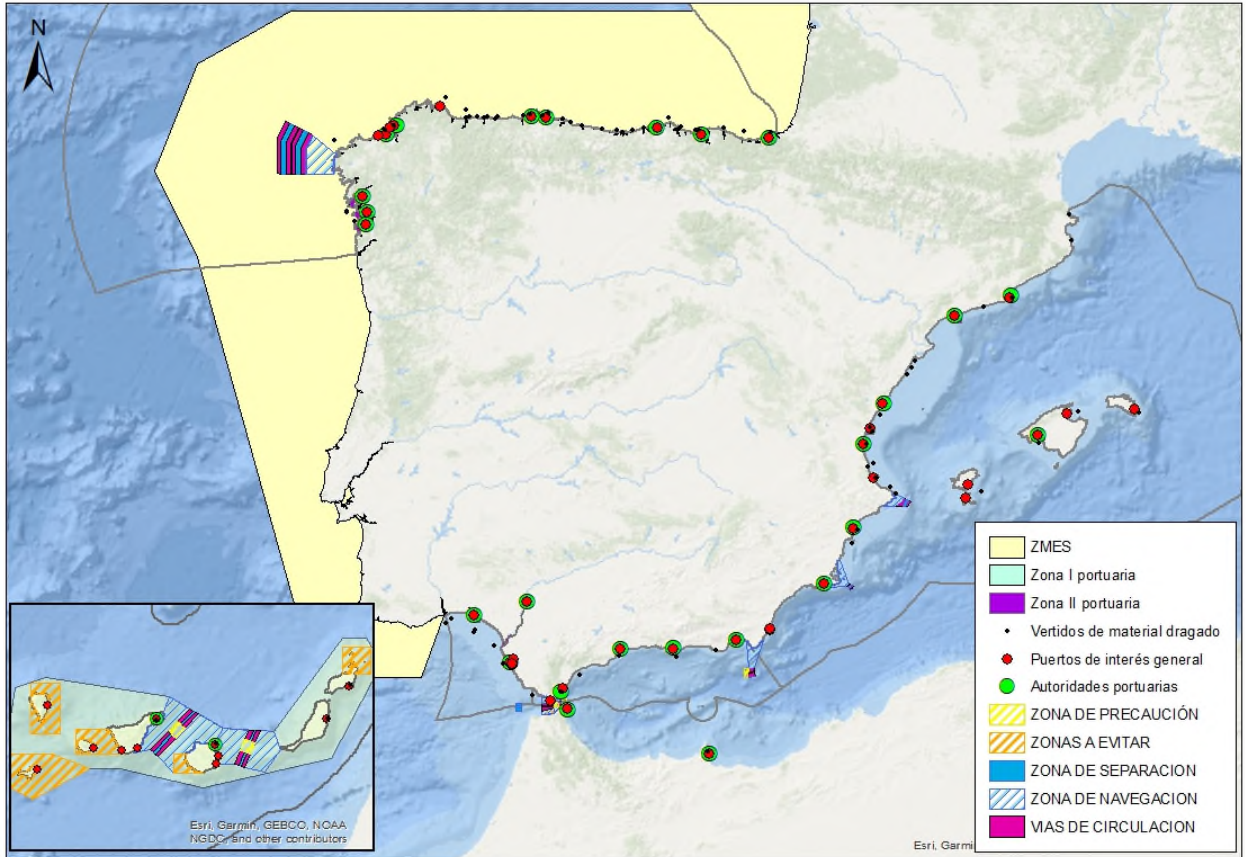 N
ZMES
Zona I portuaria
Zona II portuaria
Vertidos de material dragado
Puertos de interés general
Autoridades portuarias
ZONA DE PRECAUCIÓN
ZONAS A EVITAR
ZONA DE SEPARACION
ZONA DE NAVEGACION
VIAS DE CIRCULACION
Esri, Garmin, GEBCO, NOAA
NGDC, and other contributors
Esri, Garmi